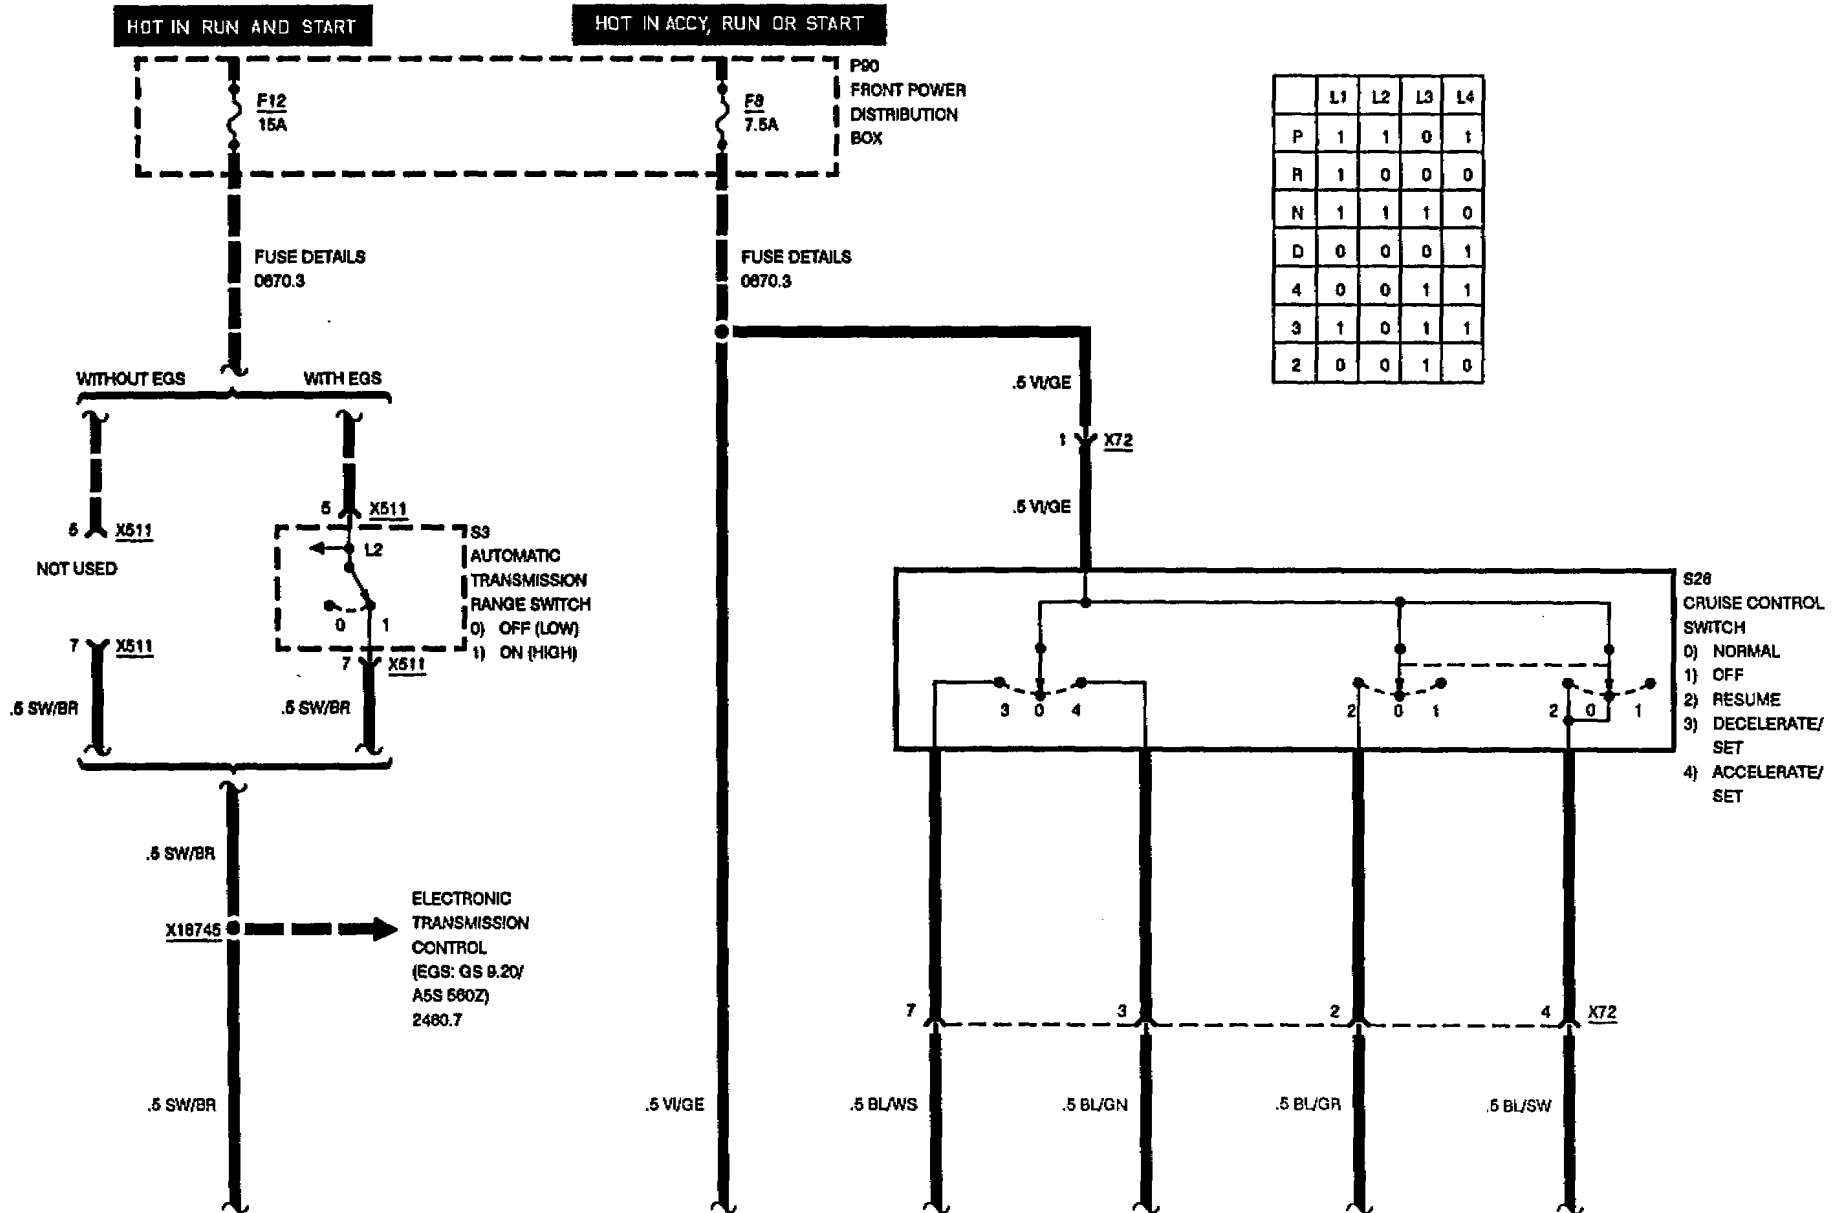 HOT IN RUN AND START
HOT IN ACCY, RUN OR START
F12
15A
F8
7.5A
P90
FRONT POWER
DISTRIBUTION
BOX
L1 L2 L3 L4
P 1 1 0 1
R 1 0 0 0
N 1 1 1 0
D 0 0 0 1
4 0 0 1 1
3 1 0 1 1
2 0 0 1 0
FUSE DETAILS
0670.3
FUSE DETAILS
0670.3
WITHOUT EGS
WITH EGS
.5 VI/GE
1 X72
.5 VI/GE
5 X511
NOT USED
7 X511
.5 SW/BR
5 X511
L2
0 1
7 X511
.5 SW/BR
S3
AUTOMATIC
TRANSMISSION
RANGE SWITCH
0) OFF (LOW)
1) ON (HIGH)
3 0 4
2 0 1
2 0 1
S26
CRUISE CONTROL
SWITCH
0) NORMAL
1) OFF
2) RESUME
3) DECELERATE/
SET
4) ACCELERATE/
SET
.5 SW/BR
X18745
ELECTRONIC
TRANSMISSION
CONTROL
(EGS: GS 9.20/
A5S 560Z)
2460.7
7 3 2 4 X72
.5 SW/BR
.5 VI/GE
.5 BL/WS
.5 BL/GN
.5 BL/GR
.5 BL/SW